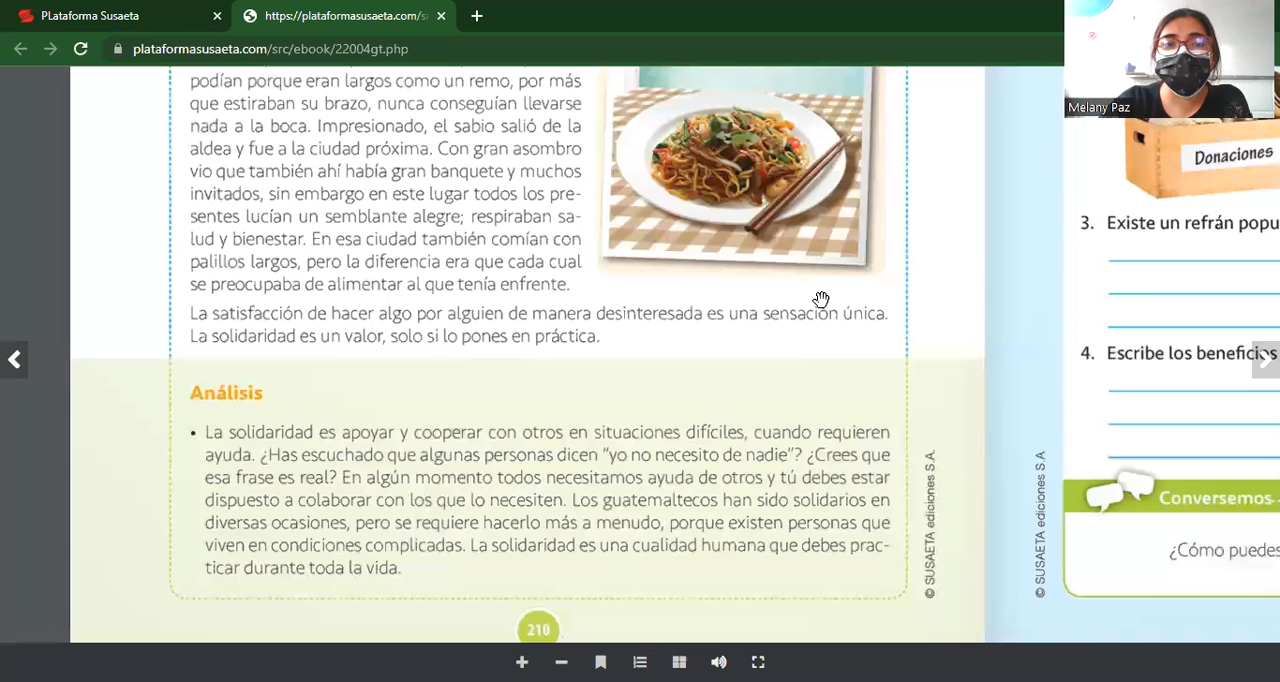 PLataforma Susaeta
https://plataformasusaeta.com/s
plataformasusaeta.com/src/ebook/22004gt.php
Melany Paz
podían porque eran largos como un remo, por más
que estiraban su brazo, nunca conseguían llevarse
nada a la boca. Impresionado, el sabio salió de la
aldea y fue a la ciudad próxima. Con gran asombro
vio que también ahí había gran banquete y muchos
invitados, sin embargo en este lugar todos los pre-
sentes lucían un semblante alegre; respiraban sa-
lud y bienestar. En esa ciudad también comían con
palillos largos, pero la diferencia era que cada cual
se preocupaba de alimentar al que tenía enfrente.
La satisfacción de hacer algo por alguien de manera desinteresada es una sensación única.
La solidaridad es un valor, solo si lo pones en práctica.
Análisis
• La solidaridad es apoyar y cooperar con otros en situaciones difíciles, cuando requieren
ayuda. ¿Has escuchado que algunas personas dicen “yo no necesito de nadie”? ¿Crees que
esa frase es real? En algún momento todos necesitamos ayuda de otros y tú debes estar
dispuesto a colaborar con los que lo necesiten. Los guatemaltecos han sido solidarios en
diversas ocasiones, pero se requiere hacerlo más a menudo, porque existen personas que
viven en condiciones complicadas. La solidaridad es una cualidad humana que debes prac-
ticar durante toda la vida.
© SUSAETA ediciones S.A.
210
© SUSAETA ediciones S.A
Donaciones
3. Existe un refrán popu
4. Escribe los beneficios
Conversemos
¿Cómo puedes